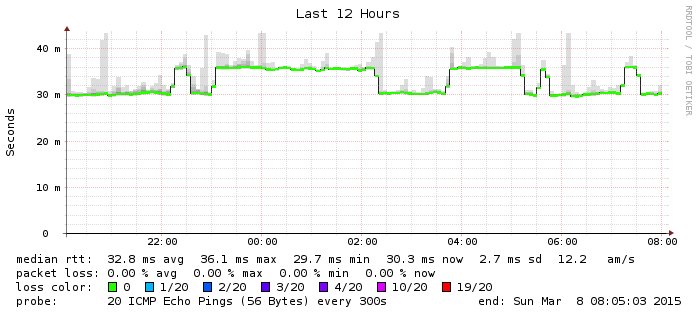 Last 12 Hours
RRDTOOL / TOBI OETIKER
Seconds
40 m
30 m
20 m
10 m
0
22:00 00:00 02:00 04:00 06:00 08:00
median rtt: 32.8 ms avg 36.1 ms max 29.7 ms min 30.3 ms now 2.7 ms sd 12.2 am/s
packet loss: 0.00 % avg 0.00 % max 0.00 % min 0.00 % now
loss color: 0 1/20 2/20 3/20 4/20 10/20 19/20
probe: 20 ICMP Echo Pings (56 Bytes) every 300s end: Sun Mar 8 08:05:03 2015